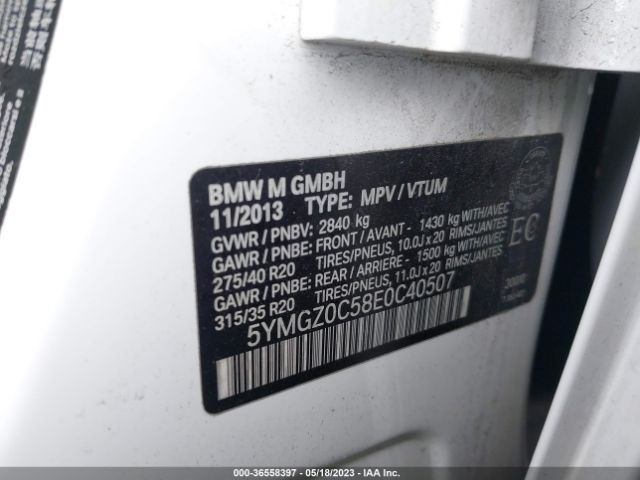 BMW M GMBH
11/2013 TYPE: MPV / VTUM
GVWR / PNBV: 2840 kg
GAWR / PNBE: FRONT / AVANT - 1430 kg WITH/AVEC
275/40 R20 TIRES/PNEUS, 10.0J x 20 RIMS/JANTES
GAWR / PNBE: REAR / ARRIERE - 1500 kg WITH/AVEC
315/35 R20 TIRES/PNEUS, 11.0J x 20 RIMS/JANTES
5YMGZ0C58E0C40507
EC
3000
000-36558397 - 05/18/2023 - IAA Inc.